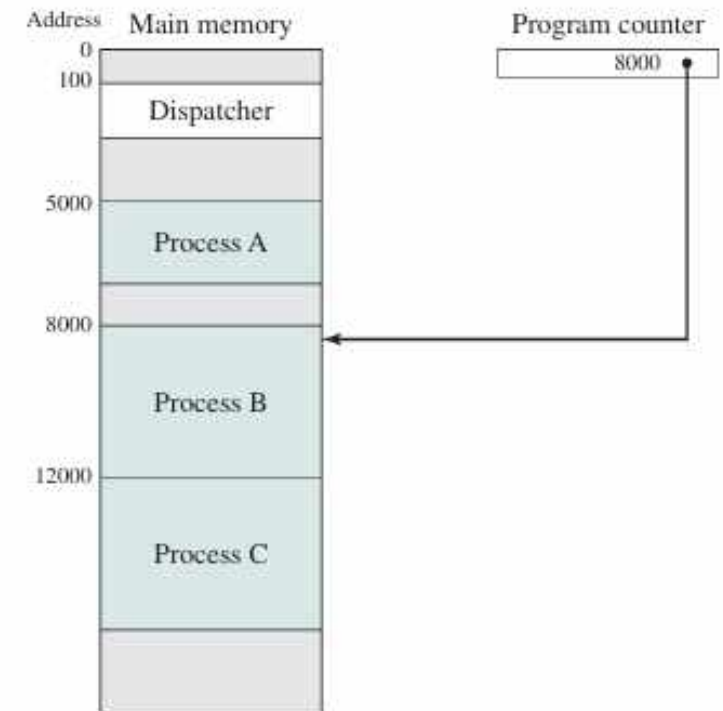 Address
Main memory
Program counter
0
8000
100
Dispatcher
5000
Process A
8000
Process B
12000
Process C